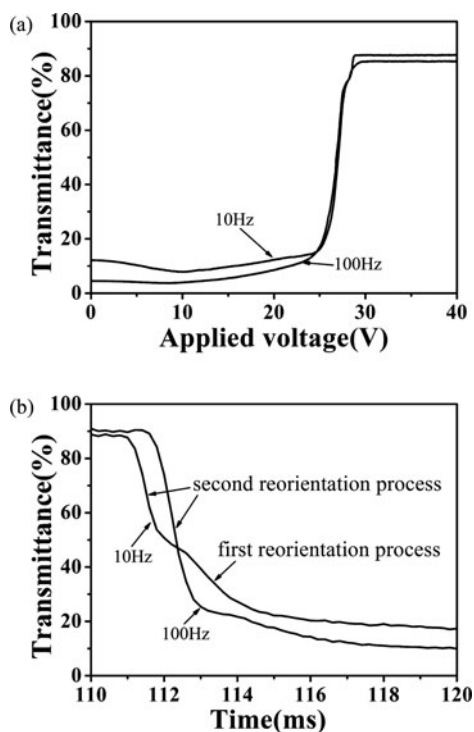 (a)
100
80
60
40
20
0
Transmittance(%)
10Hz
100Hz
0 10 20 30 40
Applied voltage(V)
(b)
100
80
60
40
20
0
Transmittance(%)
second reorientation process
10Hz
first reorientation process
100Hz
110 112 114 116 118 120
Time(ms)